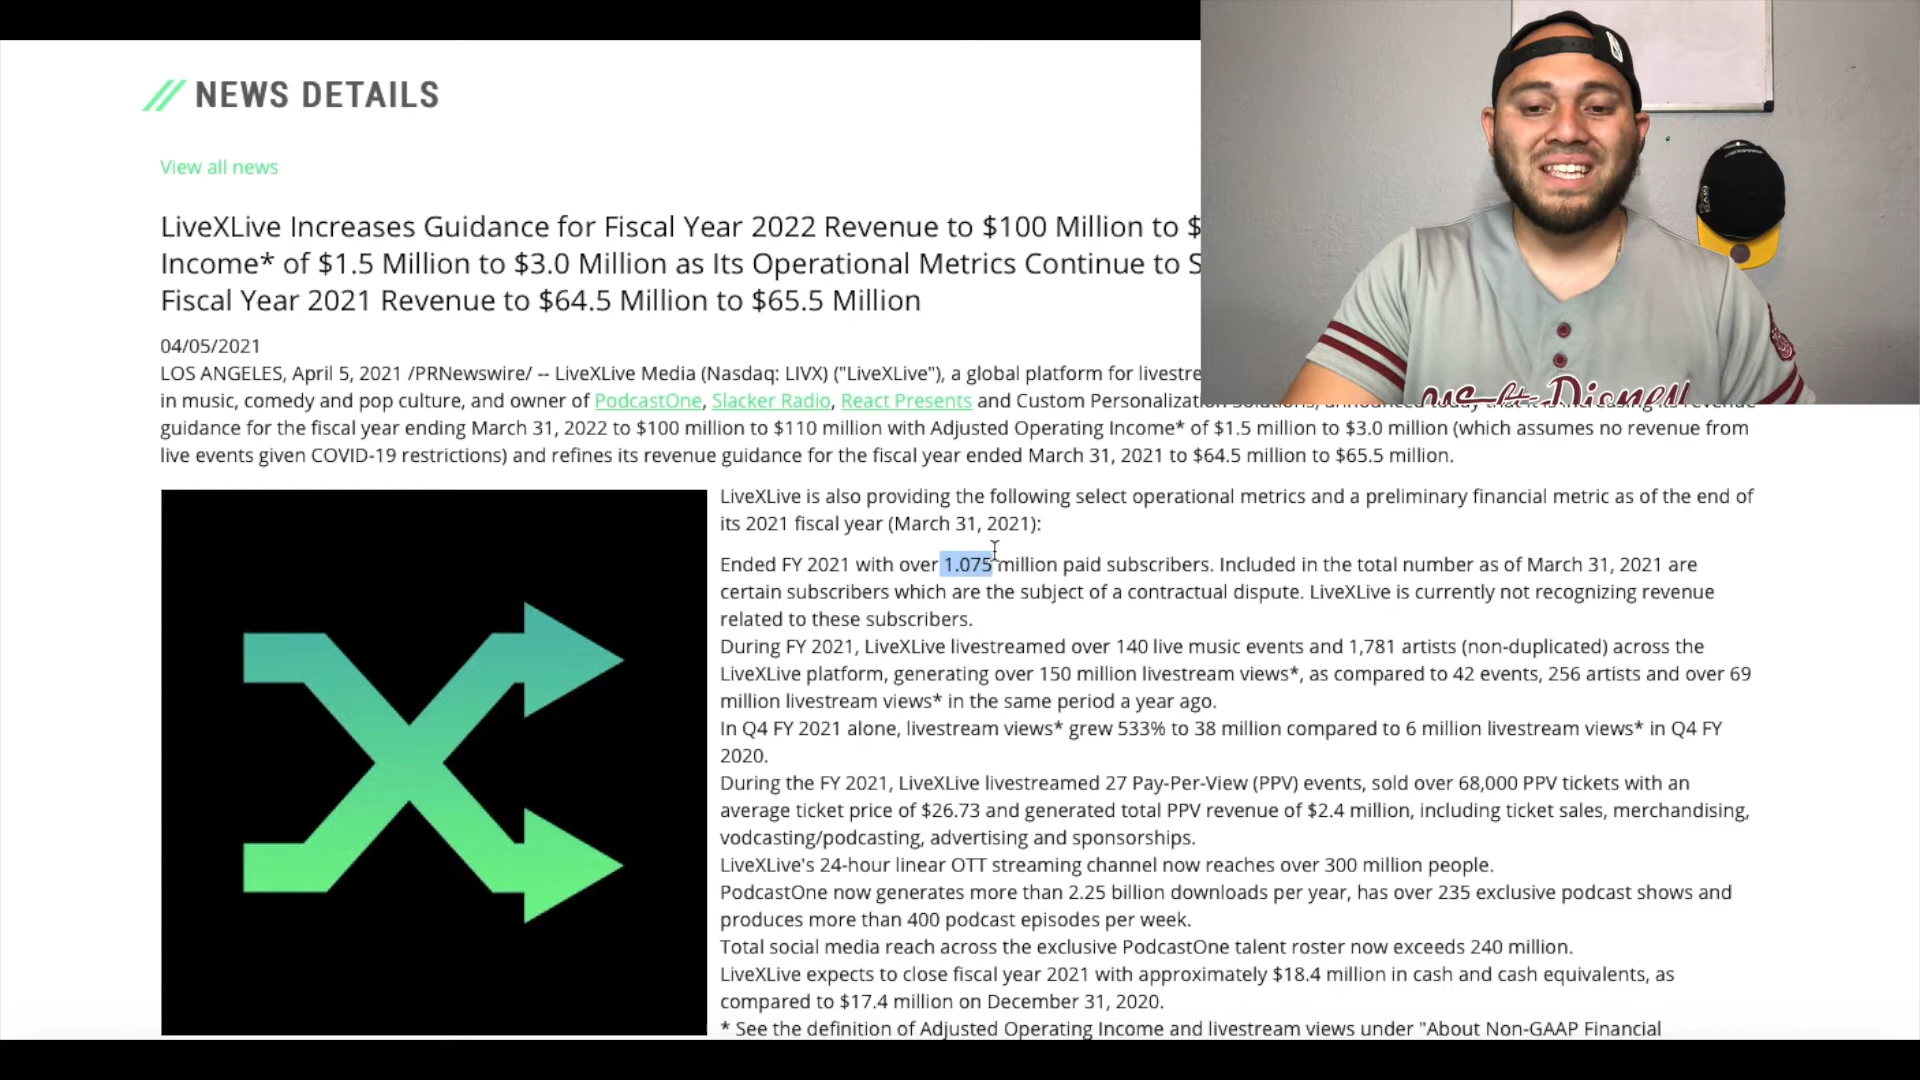 NEWS DETAILS
View all news
LiveXLive Increases Guidance for Fiscal Year 2022 Revenue to $100 Million to $
Income* of $1.5 Million to $3.0 Million as Its Operational Metrics Continue to S
Fiscal Year 2021 Revenue to $64.5 Million to $65.5 Million
04/05/2021
LOS ANGELES, April 5, 2021 /PRNewswire/ -- LiveXLive Media (Nasdaq: LIVX) ("LiveXLive"), a global platform for livestre
in music, comedy and pop culture, and owner of PodcastOne, Slacker Radio, React Presents and Custom Personalization
guidance for the fiscal year ending March 31, 2022 to $100 million to $110 million with Adjusted Operating Income* of $1.5 million to $3.0 million (which assumes no revenue from
live events given COVID-19 restrictions) and refines its revenue guidance for the fiscal year ended March 31, 2021 to $64.5 million to $65.5 million.
LiveXLive is also providing the following select operational metrics and a preliminary financial metric as of the end of
its 2021 fiscal year (March 31, 2021):
Ended FY 2021 with over 1.075 million paid subscribers. Included in the total number as of March 31, 2021 are
certain subscribers which are the subject of a contractual dispute. LiveXLive is currently not recognizing revenue
related to these subscribers.
During FY 2021, LiveXLive livestreamed over 140 live music events and 1,781 artists (non-duplicated) across the
LiveXLive platform, generating over 150 million livestream views*, as compared to 42 events, 256 artists and over 69
million livestream views* in the same period a year ago.
In Q4 FY 2021 alone, livestream views* grew 533% to 38 million compared to 6 million livestream views* in Q4 FY
2020.
During the FY 2021, LiveXLive livestreamed 27 Pay-Per-View (PPV) events, sold over 68,000 PPV tickets with an
average ticket price of $26.73 and generated total PPV revenue of $2.4 million, including ticket sales, merchandising,
vodcasting/podcasting, advertising and sponsorships.
LiveXLive's 24-hour linear OTT streaming channel now reaches over 300 million people.
PodcastOne now generates more than 2.25 billion downloads per year, has over 235 exclusive podcast shows and
produces more than 400 podcast episodes per week.
Total social media reach across the exclusive PodcastOne talent roster now exceeds 240 million.
LiveXLive expects to close fiscal year 2021 with approximately $18.4 million in cash and cash equivalents, as
compared to $17.4 million on December 31, 2020.
* See the definition of Adjusted Operating Income and livestream views under "About Non-GAAP Financial